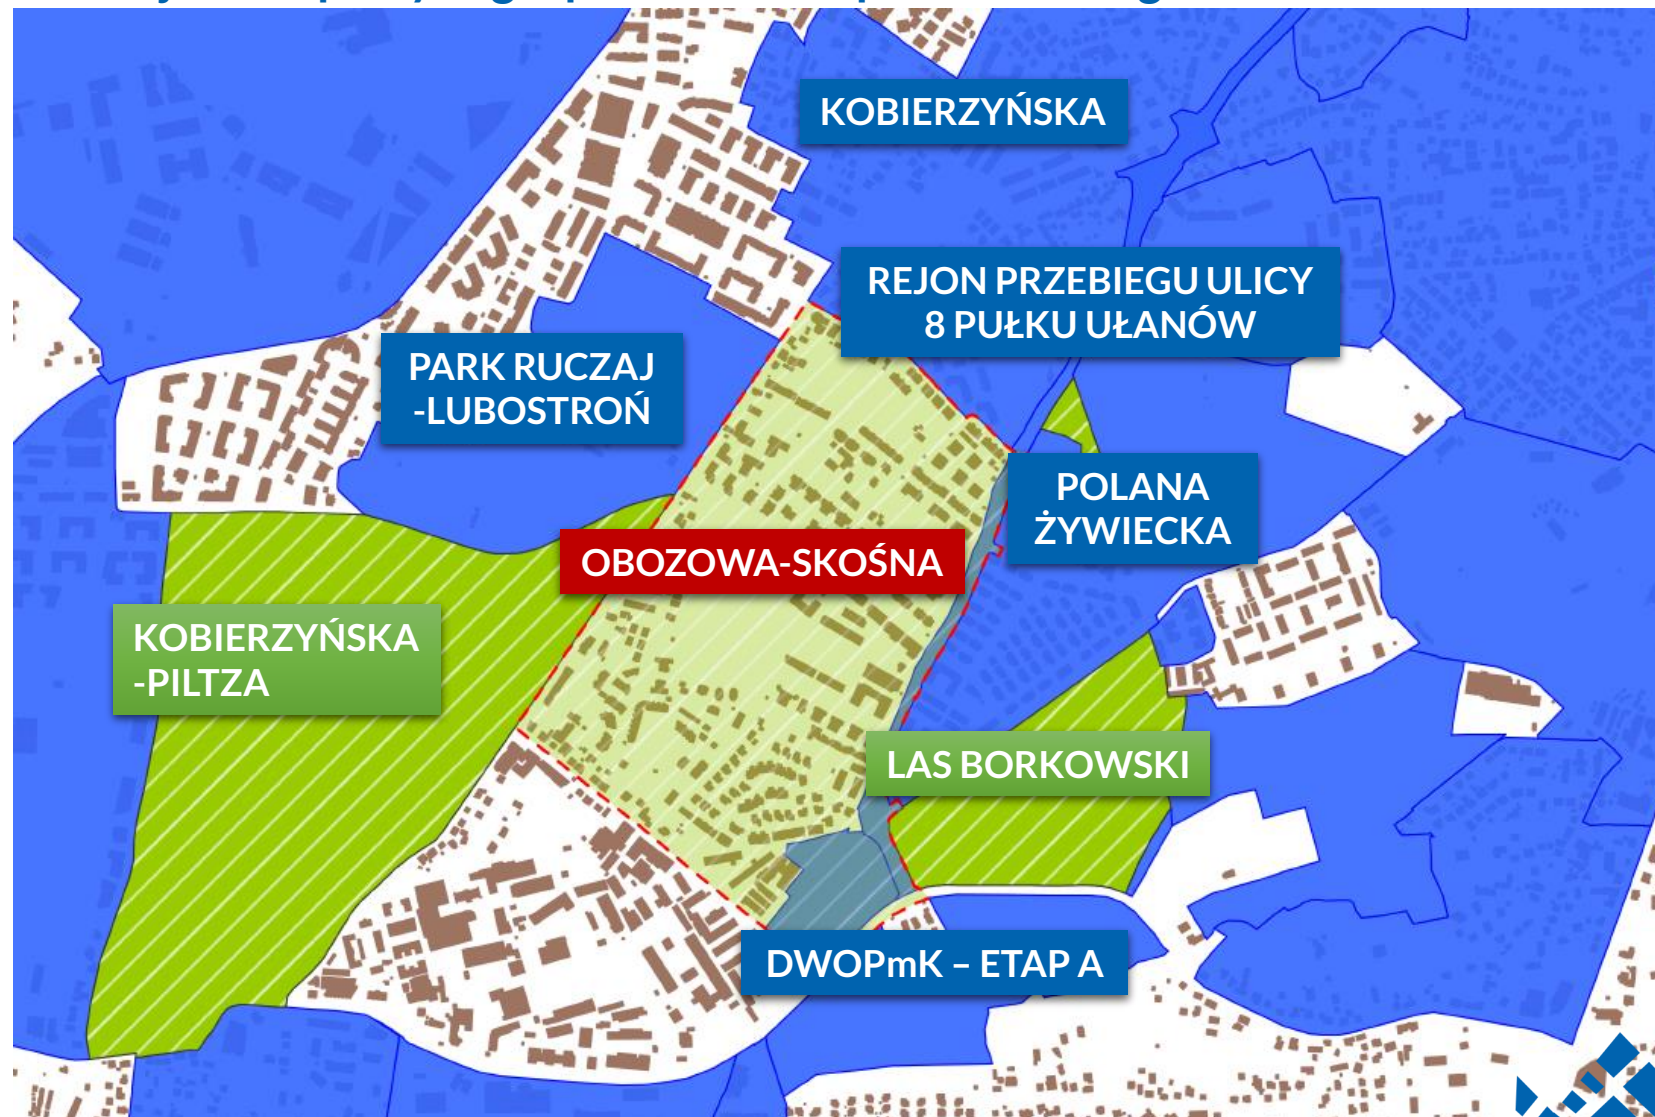 KOBIERZYŃSKA
REJON PRZEBIEGU ULICY
8 PUŁKU UŁANÓW
PARK RUCZAJ
-LUBOSTROŃ
POLANA
ŻYWIECKA
OBOZOWA-SKOŚNA
KOBIERZYŃSKA
-PILTZA
LAS BORKOWSKI
DWOPmK – ETAP A